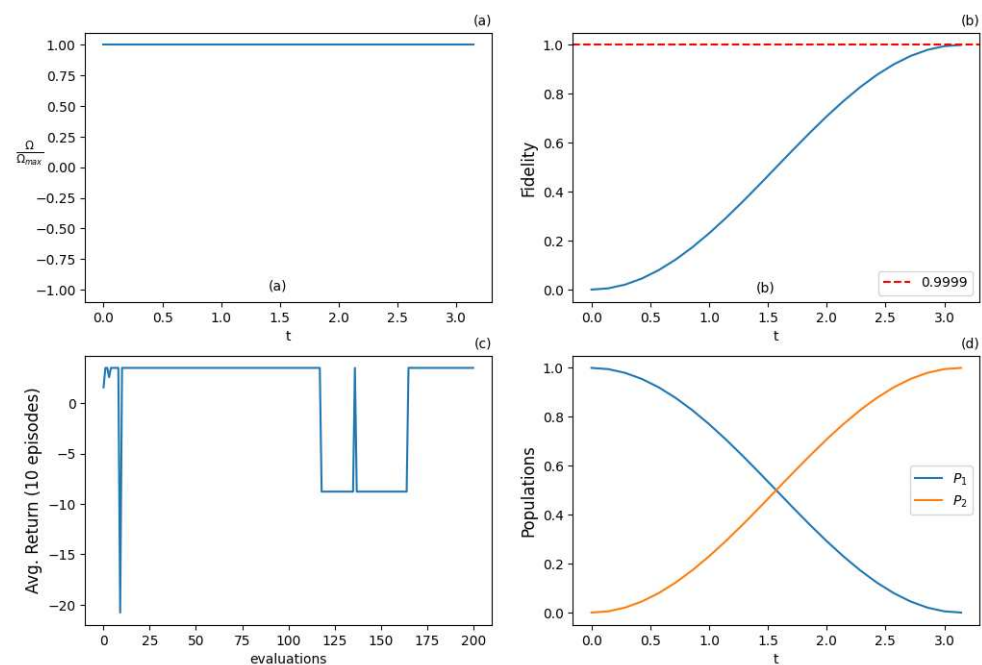 (a)
1.00
0.75
0.50
0.25
0.00
−0.25
−0.50
−0.75
−1.00
Ω
Ωmax
(a)
0.0 0.5 1.0 1.5 2.0 2.5 3.0
t
(b)
1.0
0.8
0.6
0.4
0.2
0.0
Fidelity
(b)
0.9999
0.0 0.5 1.0 1.5 2.0 2.5 3.0
t
(c)
0
−5
−10
−15
−20
Avg. Return (10 episodes)
0 25 50 75 100 125 150 175 200
evaluations
(d)
1.0
0.8
0.6
0.4
0.2
0.0
Populations
P1
P2
0.0 0.5 1.0 1.5 2.0 2.5 3.0
t